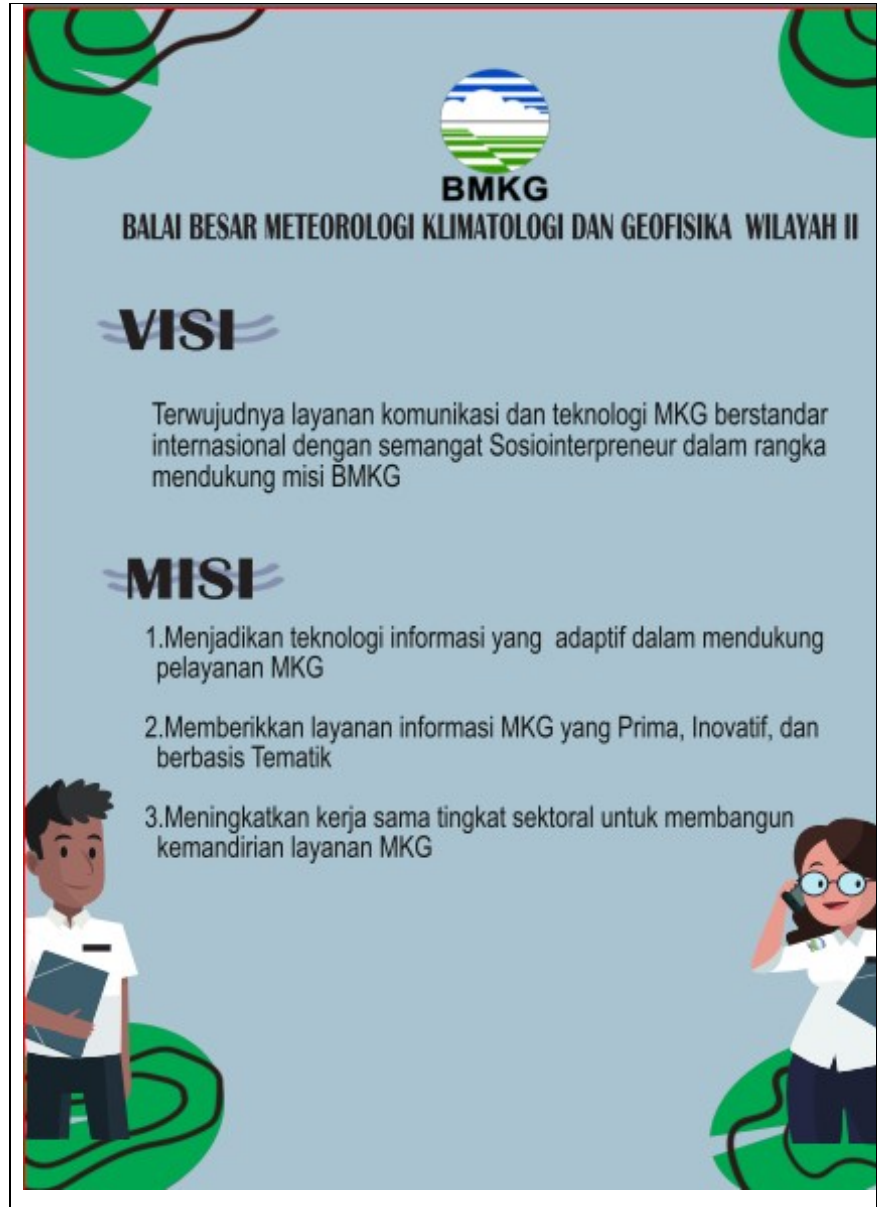 BMKG
BALAI BESAR METEOROLOGI KLIMATOLOGI DAN GEOFISIKA WILAYAH II
VISI
Terwujudnya layanan komunikasi dan teknologi MKG berstandar
internasional dengan semangat Sosiointerpreneur dalam rangka
mendukung misi BMKG
MISI
1.Menjadikan teknologi informasi yang adaptif dalam mendukung
pelayanan MKG
2.Memberikkan layanan informasi MKG yang Prima, Inovatif, dan
berbasis Tematik
3.Meningkatkan kerja sama tingkat sektoral untuk membangun
kemandirian layanan MKG